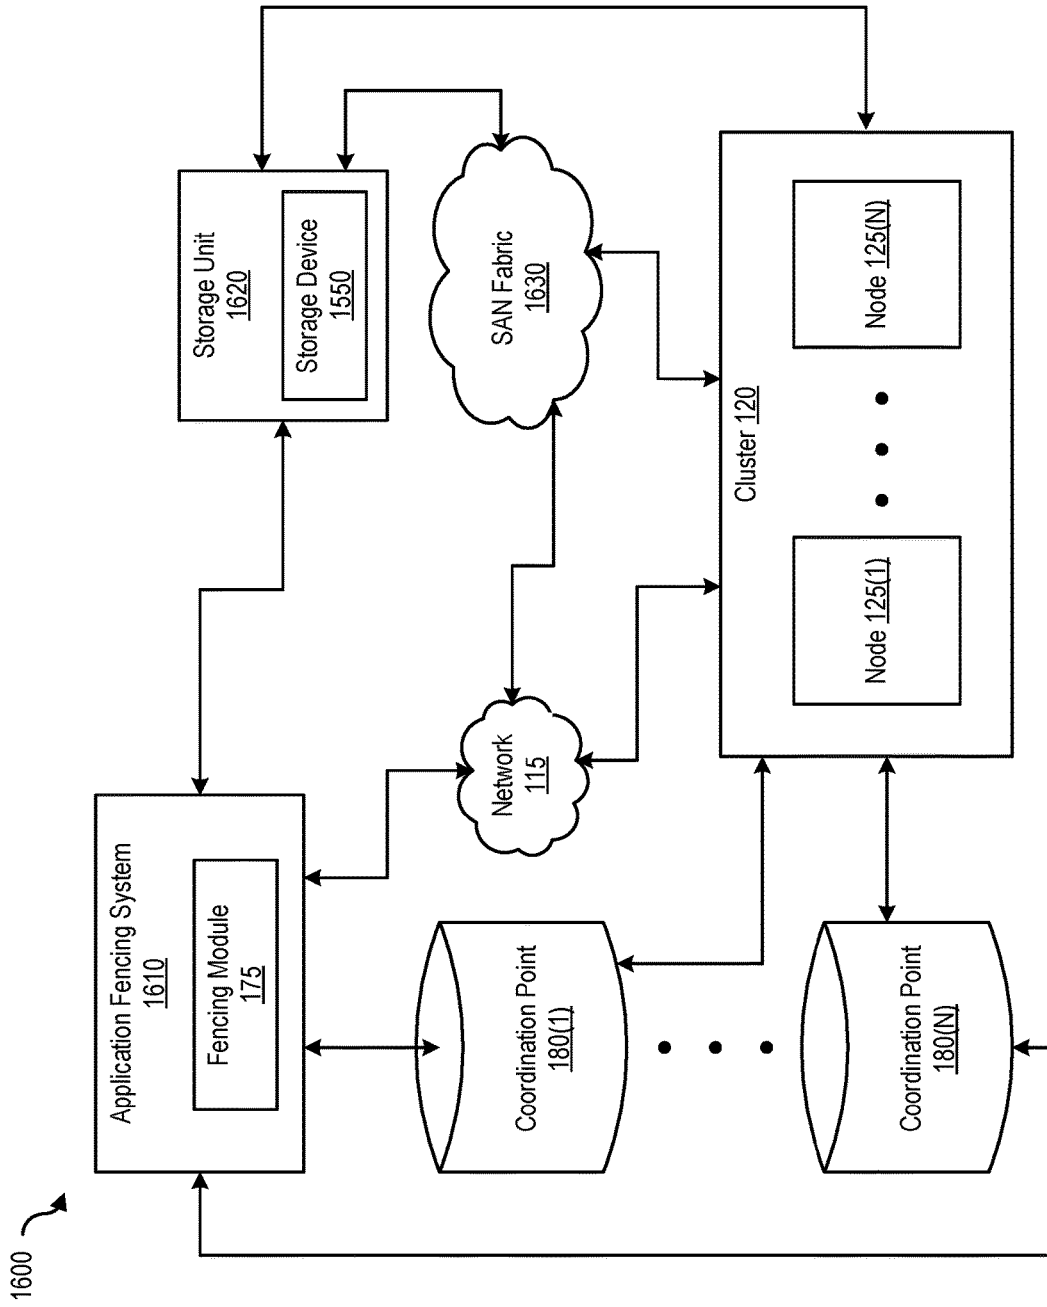 1600
Application Fencing System
1610
Fencing Module
175
Storage Unit
1620
Storage Device
1550
Network
115
SAN Fabric
1630
Coordination Point
180(1)
Coordination Point
180(N)
Cluster 120
Node 125(1)
Node 125(N)